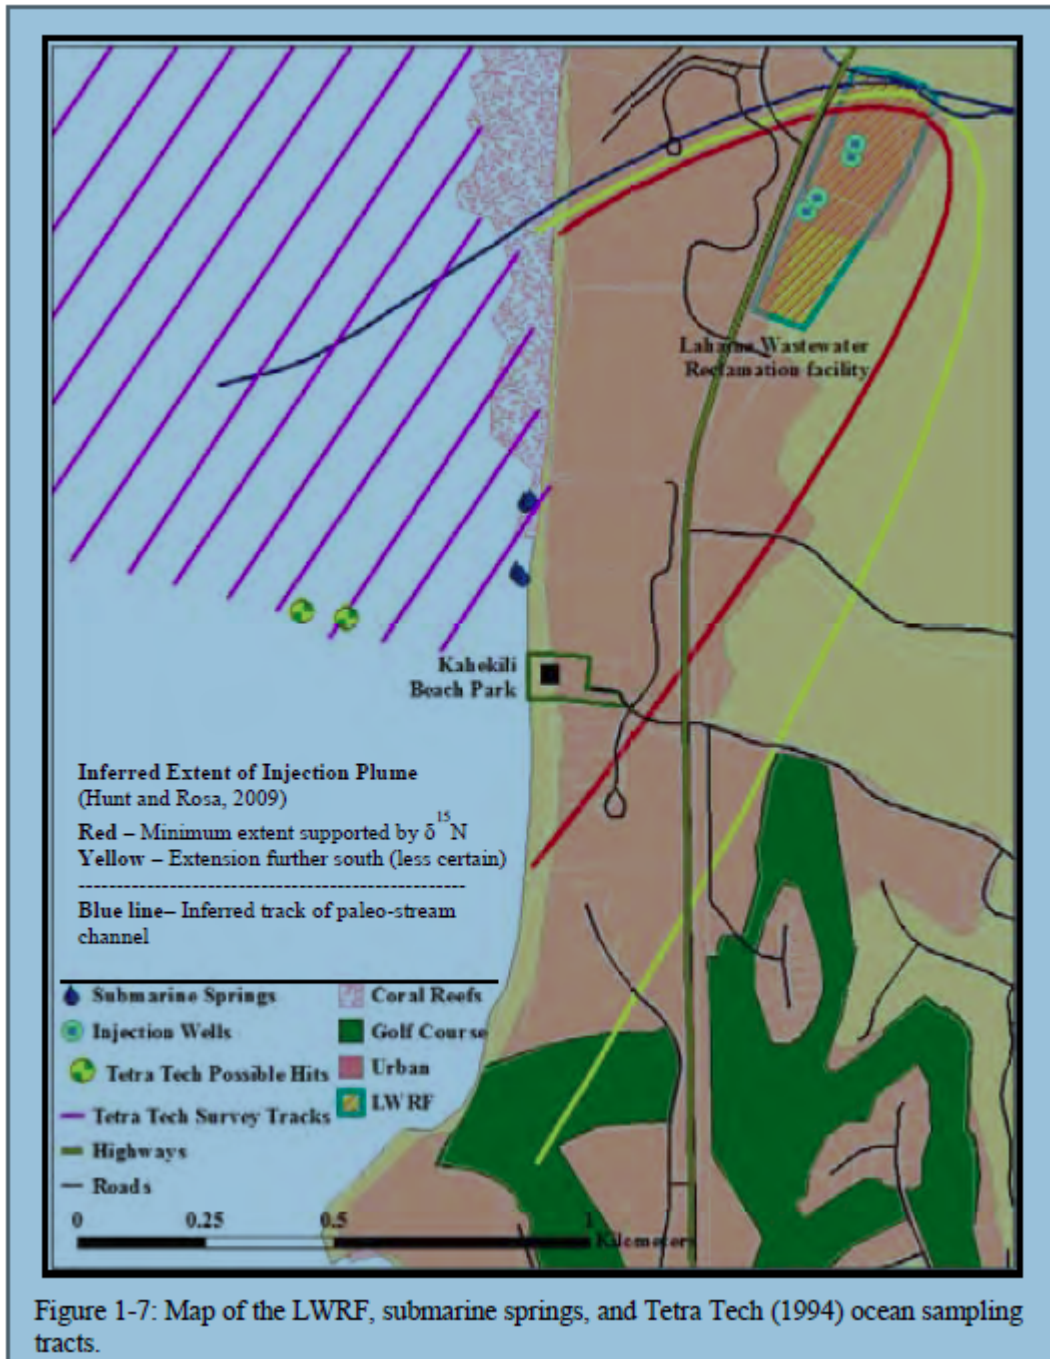 Lahaina Wastewater
Reclamation facility
Kahekili
Beach Park
Inferred Extent of Injection Plume
(Hunt and Rosa, 2009)
Red – Minimum extent supported by δ15N
Yellow – Extension further south (less certain)
Blue line– Inferred track of paleo-stream
channel
Submarine Springs
Injection Wells
Tetra Tech Possible Hits
Tetra Tech Survey Tracks
Highways
Roads
Coral Reefs
Golf Course
Urban
LWRF
0 0.25 0.5 1
Kilometers
Figure 1-7: Map of the LWRF, submarine springs, and Tetra Tech (1994) ocean sampling
tracts.